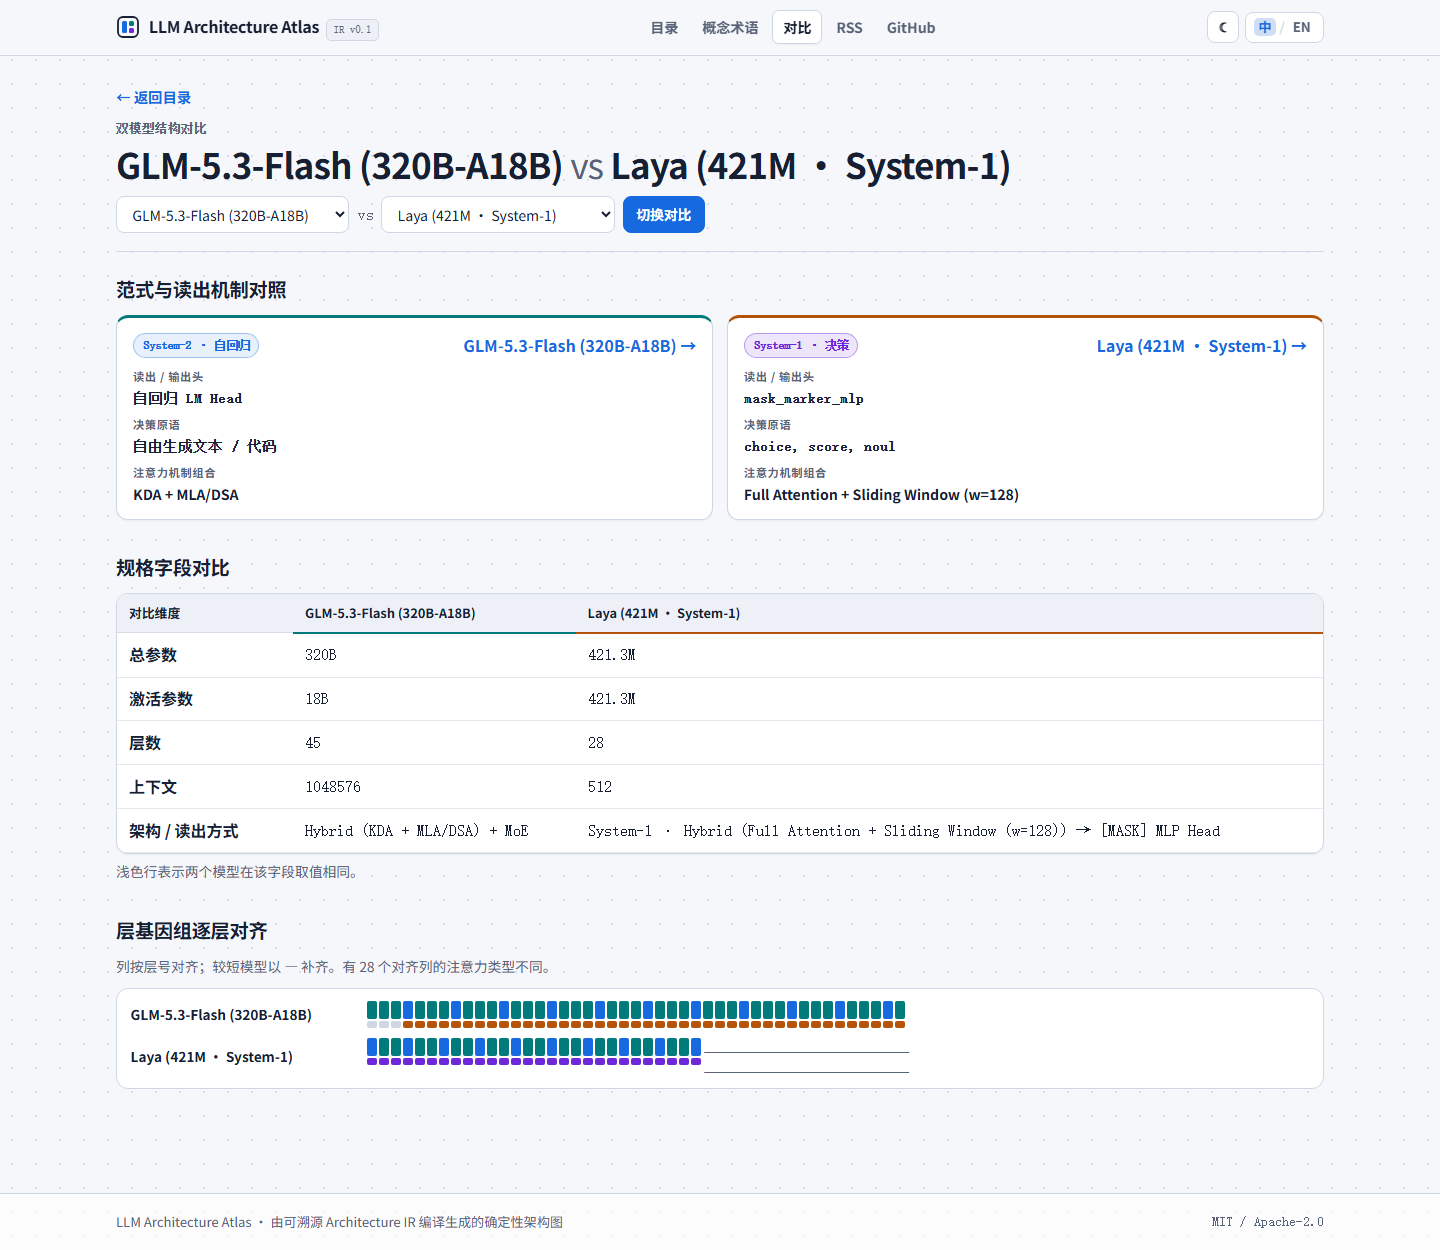 LLM Architecture Atlas IR v0.1 目录 概念术语 对比 RSS GitHub 中 / EN
← 返回目录
双模型结构对比
GLM-5.3-Flash (320B-A18B) vs Laya (421M · System-1)
GLM-5.3-Flash (320B-A18B) vs Laya (421M · System-1) 切换对比
范式与读出机制对照
System-2 · 自回归 GLM-5.3-Flash (320B-A18B) →
读出 / 输出头
自回归 LM Head
决策原语
自由生成文本 / 代码
注意力机制组合
KDA + MLA/DSA
System-1 · 决策 Laya (421M · System-1) →
读出 / 输出头
mask_marker_mlp
决策原语
choice, score, noul
注意力机制组合
Full Attention + Sliding Window (w=128)
规格字段对比
对比维度 GLM-5.3-Flash (320B-A18B) Laya (421M · System-1)
总参数 320B 421.3M
激活参数 18B 421.3M
层数 45 28
上下文 1048576 512
架构 / 读出方式 Hybrid (KDA + MLA/DSA) + MoE System-1 · Hybrid (Full Attention + Sliding Window (w=128)) → [MASK] MLP Head
浅色行表示两个模型在该字段取值相同。
层基因组逐层对齐
列按层号对齐；较短模型以 — 补齐。有 28 个对齐列的注意力类型不同。
GLM-5.3-Flash (320B-A18B)
Laya (421M · System-1)
LLM Architecture Atlas · 由可溯源 Architecture IR 编译生成的确定性架构图 MIT / Apache-2.0